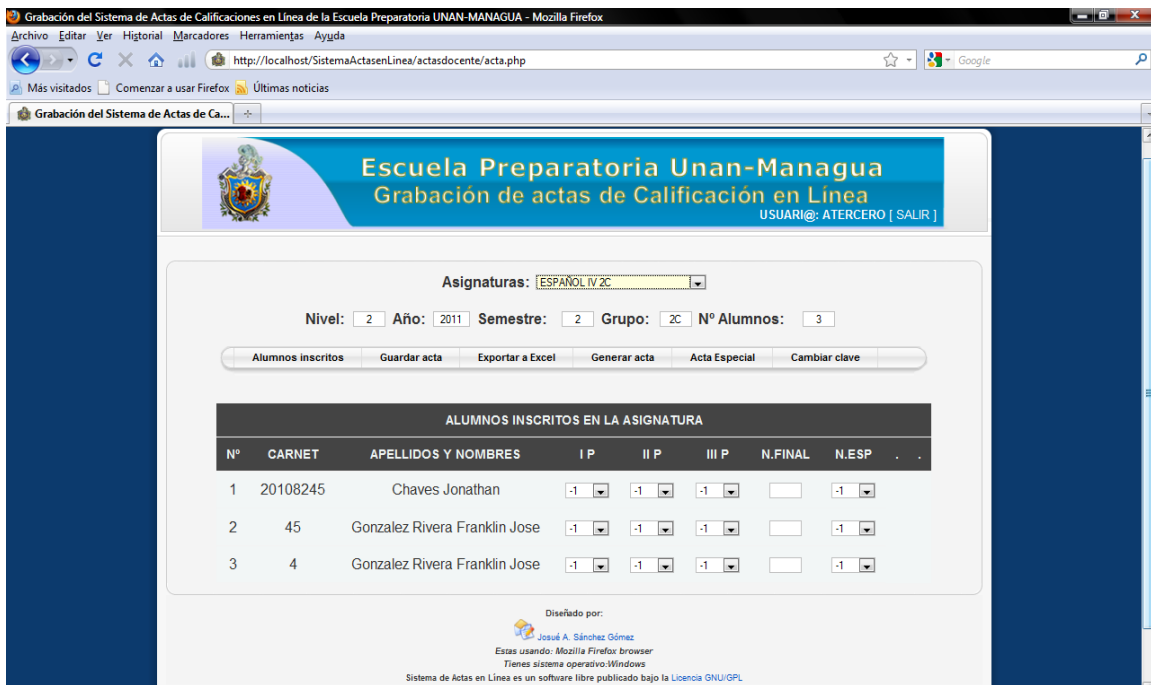 Grabación del Sistema de Actas de Calificaciones en Línea de la Escuela Preparatoria UNAN-MANAGUA - Mozilla Firefox
Archivo Editar Ver Historial Marcadores Herramientas Ayuda
http://localhost/SistemaActasenLinea/actasdocente/acta.php
Google
Más visitados Comenzar a usar Firefox Últimas noticias
Grabación del Sistema de Actas de Ca...
Escuela Preparatoria Unan-Managua
Grabación de actas de Calificación en Línea
USUARI@: ATERCERO [ SALIR ]
Asignaturas: ESPAÑOL IV 2C
Nivel: 2 Año: 2011 Semestre: 2 Grupo: 2C Nº Alumnos: 3
Alumnos inscritos Guardar acta Exportar a Excel Generar acta Acta Especial Cambiar clave
ALUMNOS INSCRITOS EN LA ASIGNATURA
Nº CARNET APELLIDOS Y NOMBRES I P II P III P N.FINAL N.ESP . .
1 20108245 Chaves Jonathan -1 -1 -1 -1
2 45 Gonzalez Rivera Franklin Jose -1 -1 -1 -1
3 4 Gonzalez Rivera Franklin Jose -1 -1 -1 -1
Diseñado por:
Josué A. Sánchez Gómez
Estas usando: Mozilla Firefox browser
Tienes sistema operativo:Windows
Sistema de Actas en Linea es un software libre publicado bajo la Licencia GNU/GPL